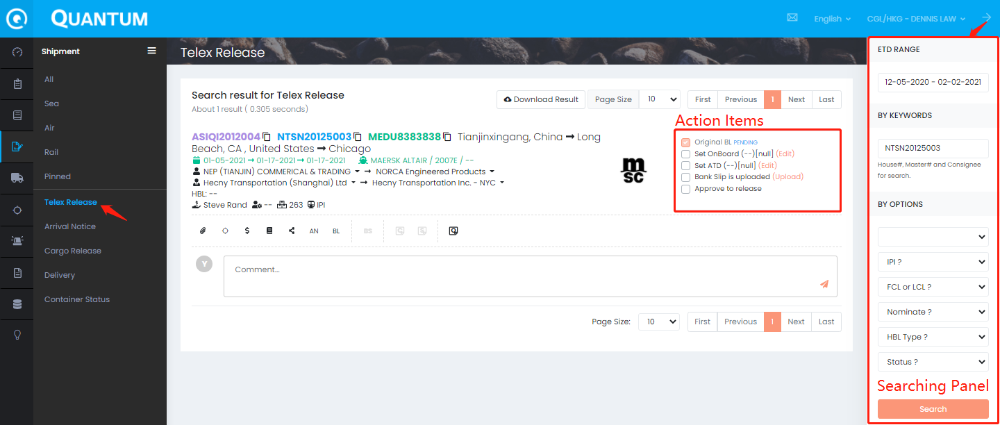 QUANTUM
English
CGL/HKG - DENNIS LAW
Shipment
All
Sea
Air
Rail
Pinned
Telex Release
Arrival Notice
Cargo Release
Delivery
Container Status
Telex Release
Search result for Telex Release
About 1 result ( 0.305 seconds)
Download Result
Page Size
10
First
Previous
1
Next
Last
Action Items
ASIQI2012004 NTSN20125003 MEDU8383838 Tianjinxingang, China ➞ Long
Beach, CA , United States ➞ Chicago
01-05-2021 ➞ 01-17-2021 ➞ 01-17-2021 MAERSK ALTAIR / 2007E / --
NEP (TIANJIN) COMMERICAL & TRADING ➞ NORCA Engineered Products
Hecny Transportation (Shanghai) Ltd ➞ Hecny Transportation Inc. - NYC
HBL: --
Steve Rand -- 263 IPI
msc
Original BL PENDING
Set OnBoard (--)[null] (Edit)
Set ATD (--)[null] (Edit)
Bank Slip is uploaded (Upload)
Approve to release
$ AN BL BS C S Q
Y
Comment...
Page Size:
10
First
Previous
1
Next
Last
ETD RANGE
12-05-2020 - 02-02-2021
BY KEYWORDS
NTSN20125003
House#, Master# and Consignee
for search.
BY OPTIONS
IPI ?
FCL or LCL ?
Nominate ?
HBL Type ?
Status ?
Searching Panel
Search